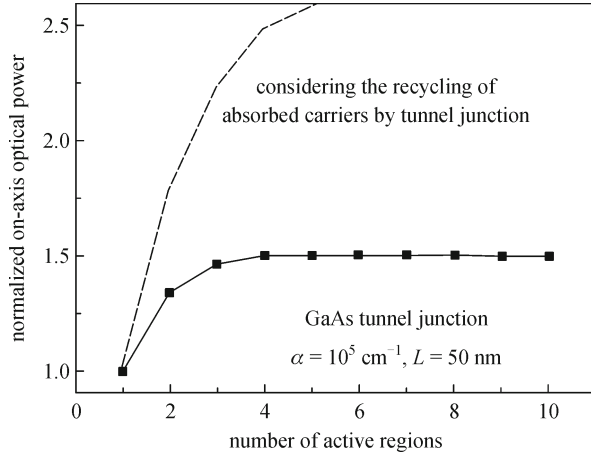 2.5
considering the recycling of
absorbed carriers by tunnel junction
2.0
normalized on-axis optical power
1.5
GaAs tunnel junction
α = 10⁵ cm⁻¹, L = 50 nm
1.0
0 2 4 6 8 10
number of active regions